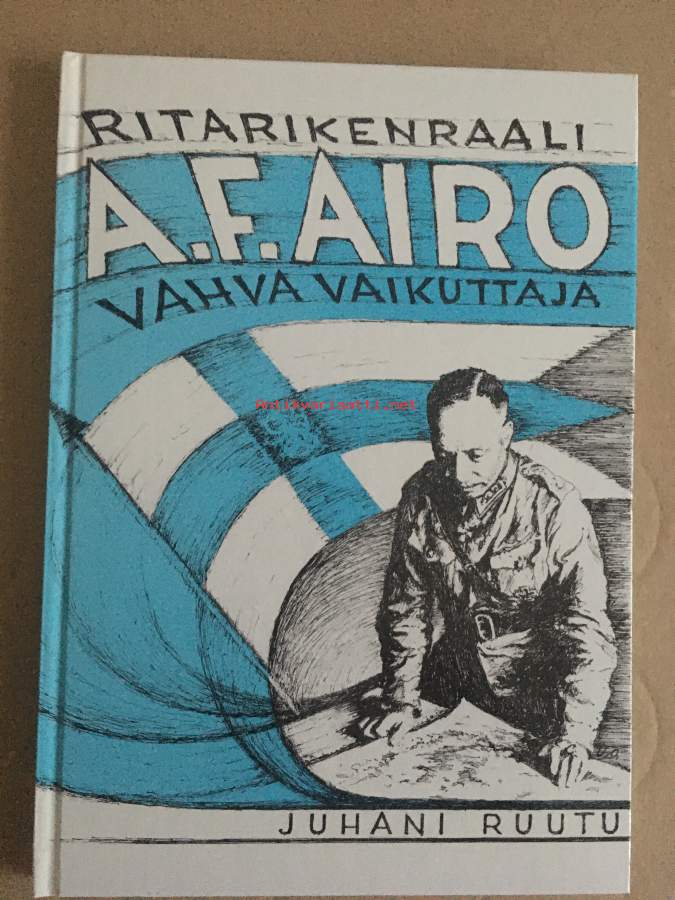 RITARIKENRAALI
A.F. AIRO
VAHVA VAIKUTTAJA
Antikvariaatti.net
JUHANI RUUTU